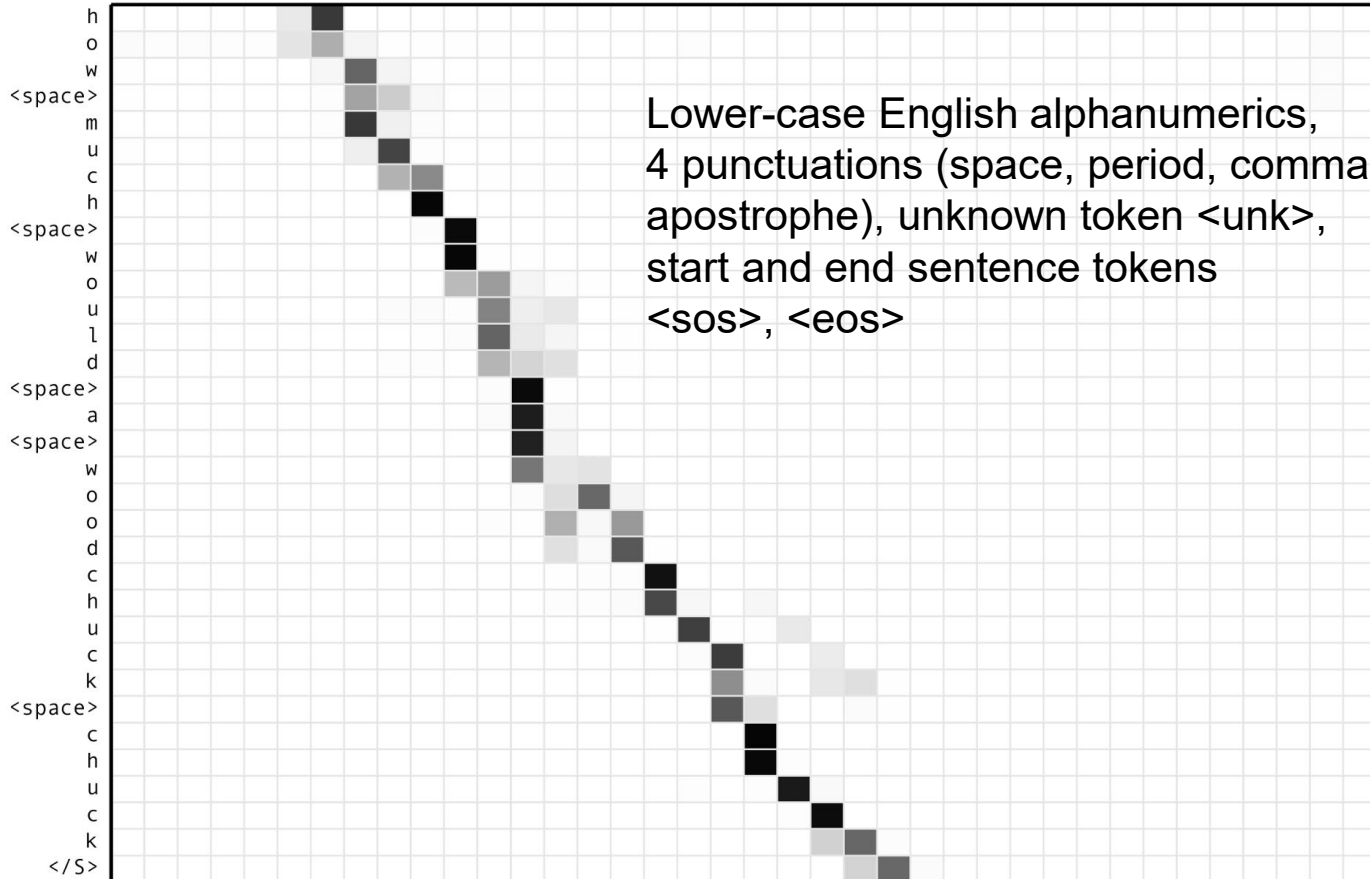 h
o
w
<space>
m
u
c
h
<space>
w
o
u
l
d
<space>
a
<space>
w
o
o
d
c
h
u
c
k
<space>
c
h
u
c
k
</S>
Lower-case English alphanumerics,
4 punctuations (space, period, comma
apostrophe), unknown token <unk>,
start and end sentence tokens
<sos>, <eos>